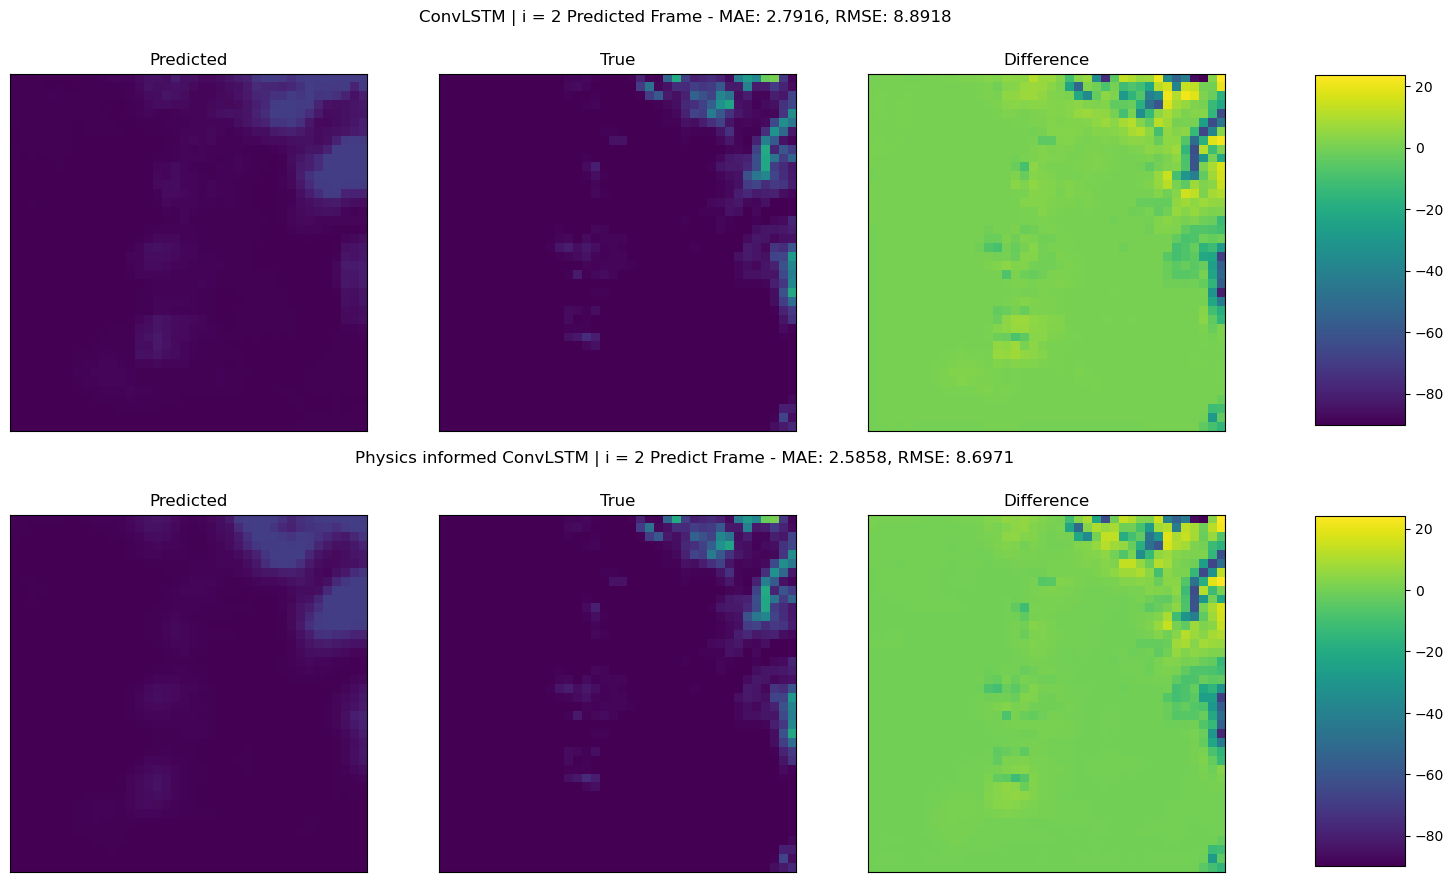 ConvLSTM | i = 2 Predicted Frame - MAE: 2.7916, RMSE: 8.8918
Predicted
True
Difference
20
0
−20
−40
−60
−80
Physics informed ConvLSTM | i = 2 Predict Frame - MAE: 2.5858, RMSE: 8.6971
Predicted
True
Difference
20
0
−20
−40
−60
−80